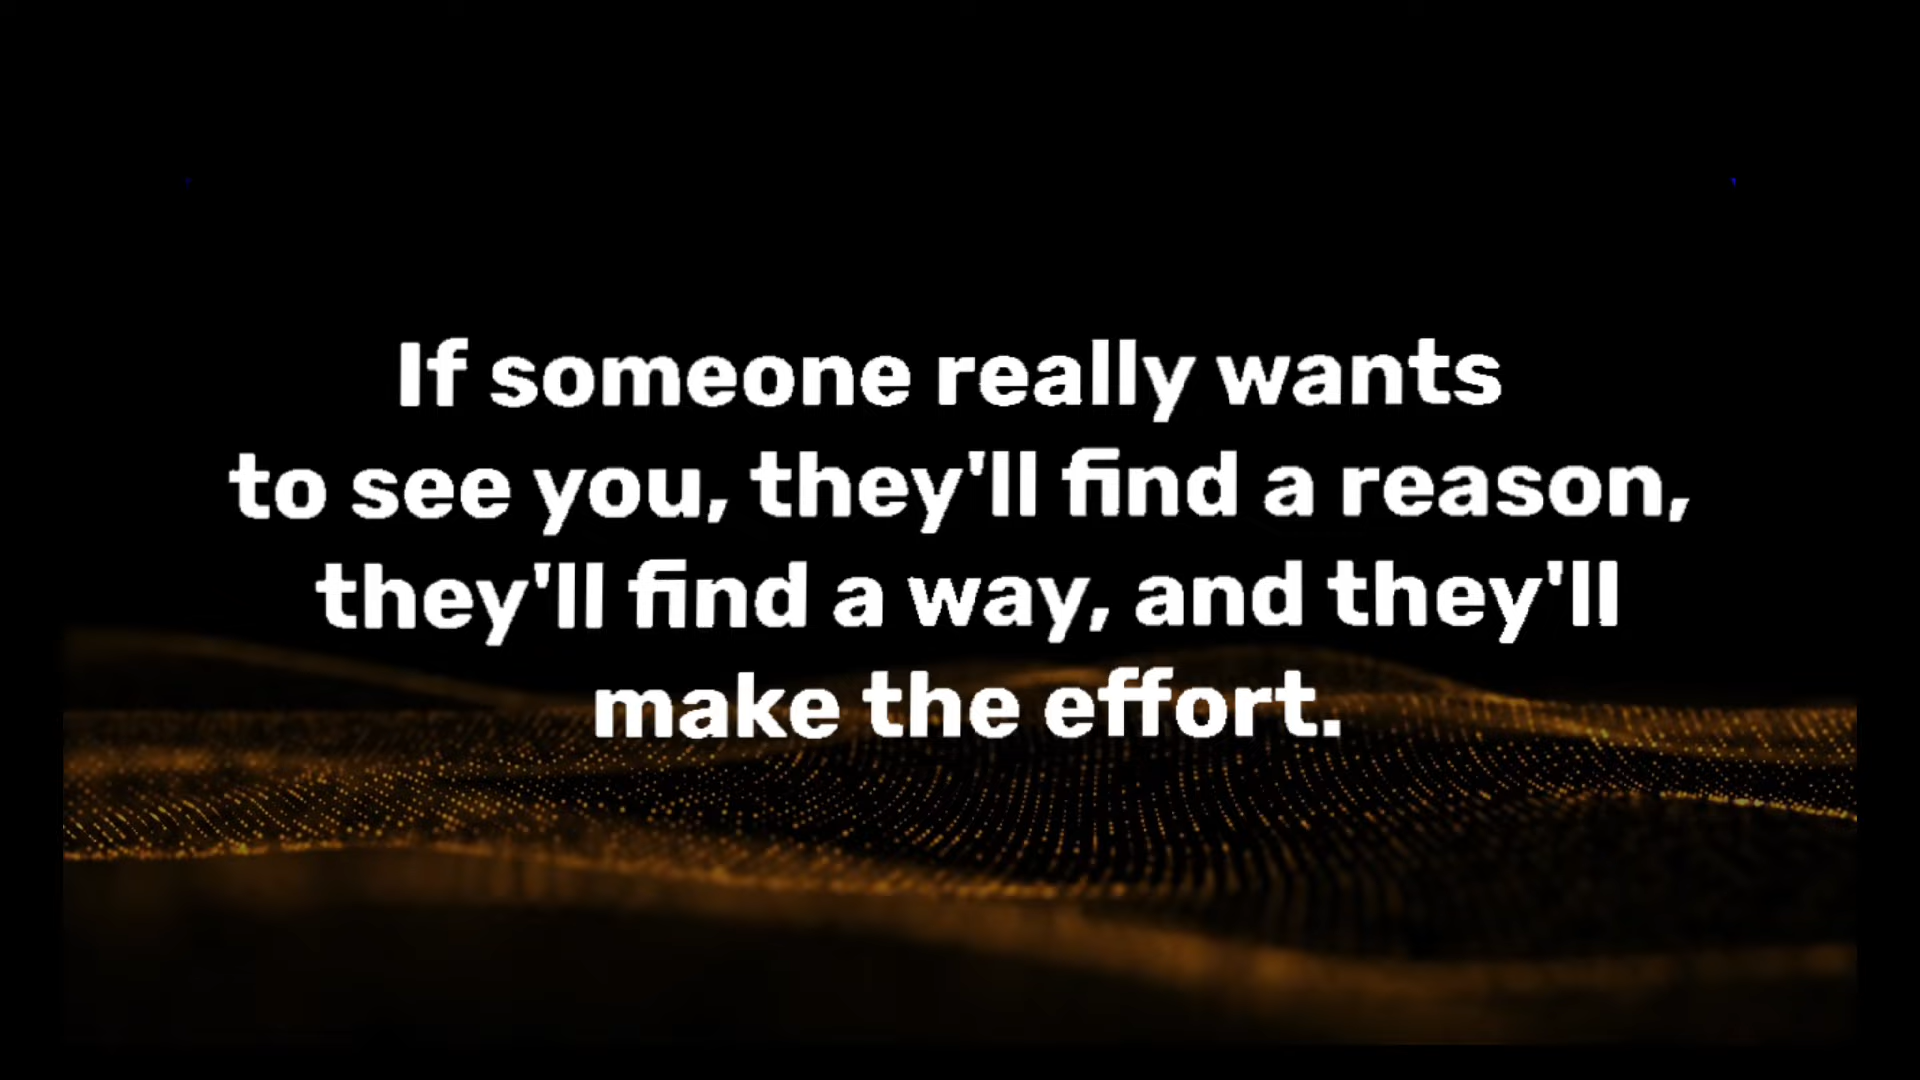 If someone really wants
to see you, they'll find a reason,
they'll find a way, and they'll
make the effort.